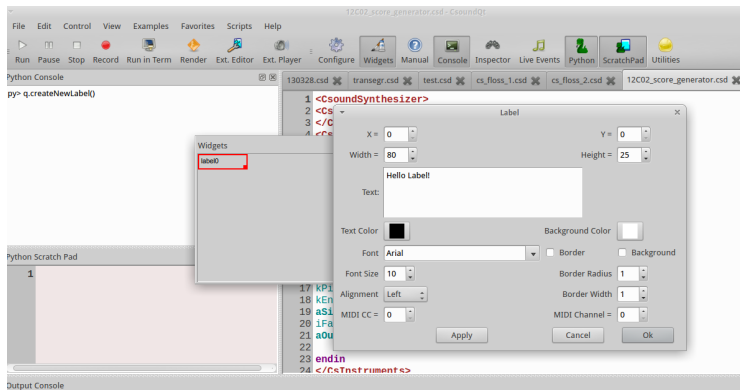 12C02_score_generator.csd - CsoundQt
File Edit Control View Examples Favorites Scripts Help
Run Pause Stop Record Run in Term Render Ext. Editor Ext. Player Configure Widgets Manual Console Inspector Live Events Python ScratchPad Utilities
Python Console
py> q.createNewLabel()
130328.csd transegr.csd test.csd cs_floss_1.csd cs_floss_2.csd 12C02_score_generator.csd
1 <CsoundSynthesizer>
2 <Cs
3 </C
4 <Cs
Widgets
label0
Label
X = 0 Y = 0
Width = 80 Height = 25
Text: Hello Label!
Text Color Background Color
Font Arial Border Background
Font Size 10 Border Radius 1
Alignment Left Border Width 1
MIDI CC = 0 MIDI Channel = 0
Apply Cancel Ok
Python Scratch Pad
1
17 kPi
18 kEn
19 aSi
20 iFa
21 aOu
22
23 endin
24 </CsInstruments>
Output Console